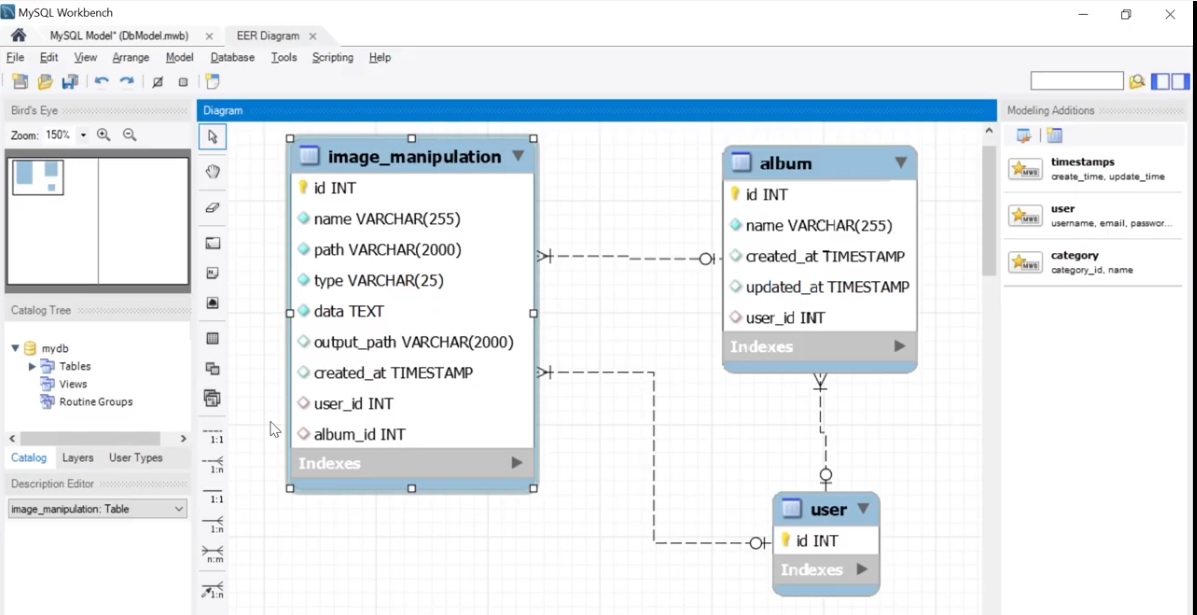 MySQL Workbench
MySQL Model* (DbModel.mwb) ×
EER Diagram ×
File Edit View Arrange Model Database Tools Scripting Help
Bird's Eye
Zoom: 150%
Catalog Tree
mydb
Tables
Views
Routine Groups
Catalog Layers User Types
Description Editor
image_manipulation: Table
1:1
1:n
1:1
1:n
n:m
1:n
Diagram
image_manipulation
id INT
name VARCHAR(255)
path VARCHAR(2000)
type VARCHAR(25)
data TEXT
output_path VARCHAR(2000)
created_at TIMESTAMP
user_id INT
album_id INT
Indexes
album
id INT
name VARCHAR(255)
created_at TIMESTAMP
updated_at TIMESTAMP
user_id INT
Indexes
user
id INT
Indexes
Modeling Additions
timestamps
create_time, update_time
user
username, email, passwor...
category
category_id, name